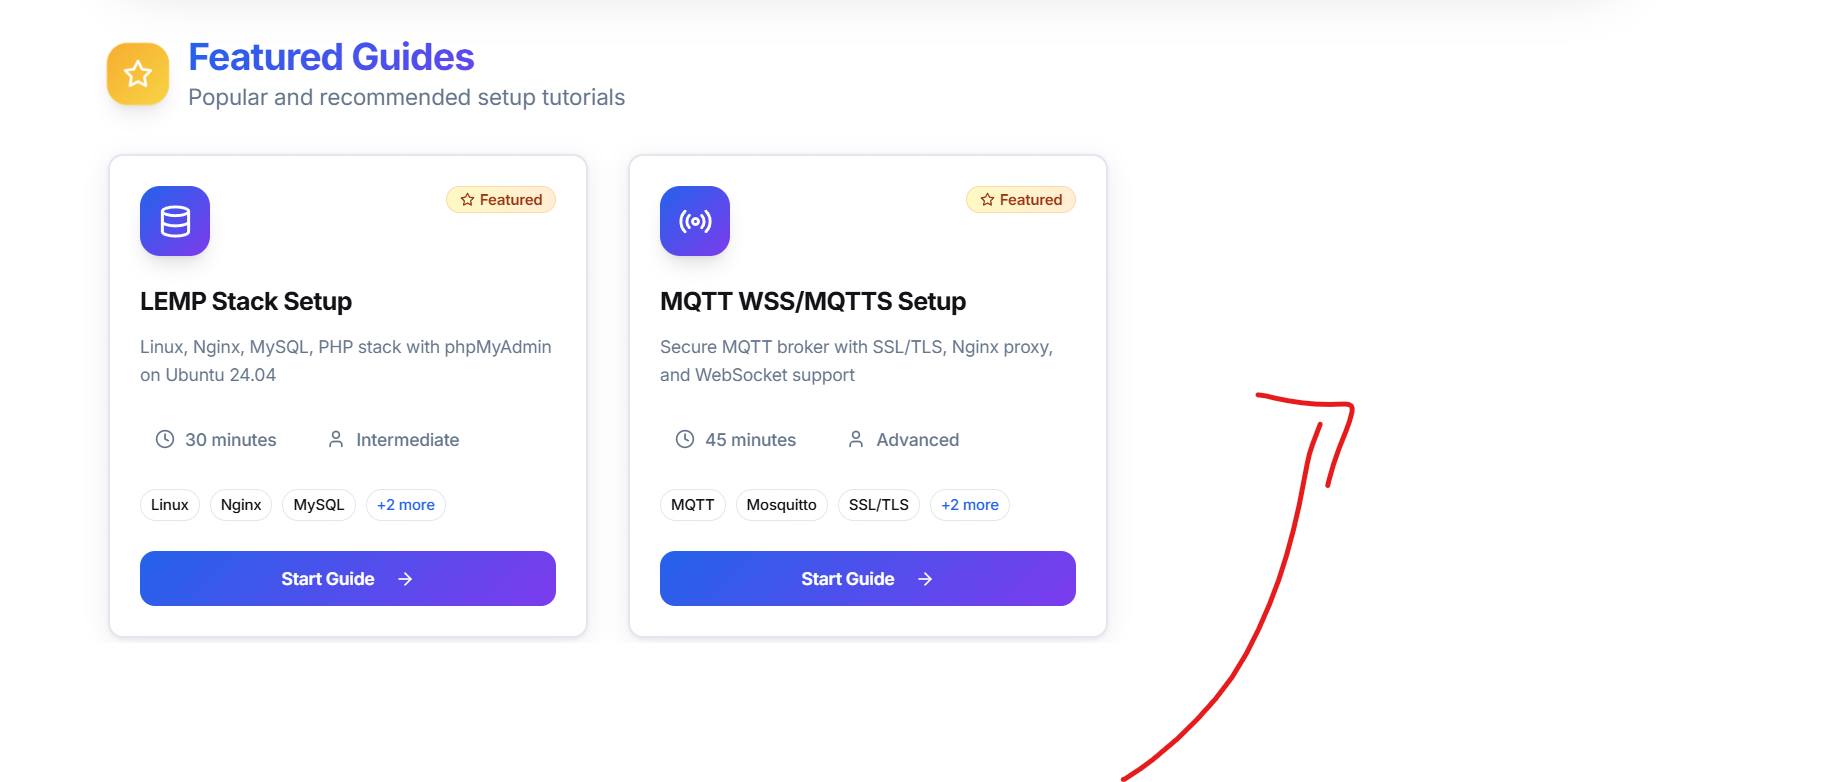 Featured Guides
Popular and recommended setup tutorials
Featured
LEMP Stack Setup
Linux, Nginx, MySQL, PHP stack with phpMyAdmin
on Ubuntu 24.04
30 minutes
Intermediate
Linux
Nginx
MySQL
+2 more
Start Guide
Featured
MQTT WSS/MQTTS Setup
Secure MQTT broker with SSL/TLS, Nginx proxy,
and WebSocket support
45 minutes
Advanced
MQTT
Mosquitto
SSL/TLS
+2 more
Start Guide